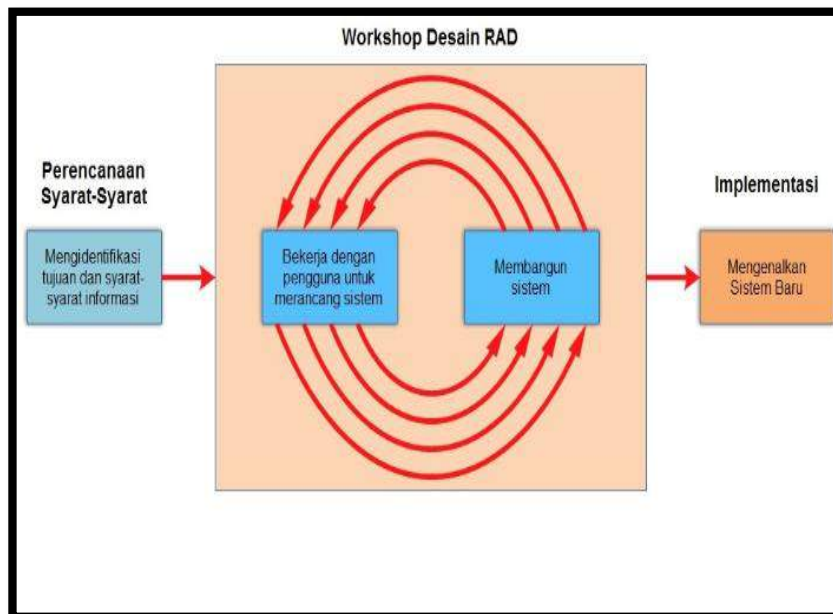 Workshop Desain RAD
Perencanaan
Syarat-Syarat
Mengidentifikasi
tujuan dan syarat-
syarat informasi
Bekerja dengan
pengguna untuk
merancang sistem
Membangun
sistem
Implementasi
Mengenalkan
Sistem Baru